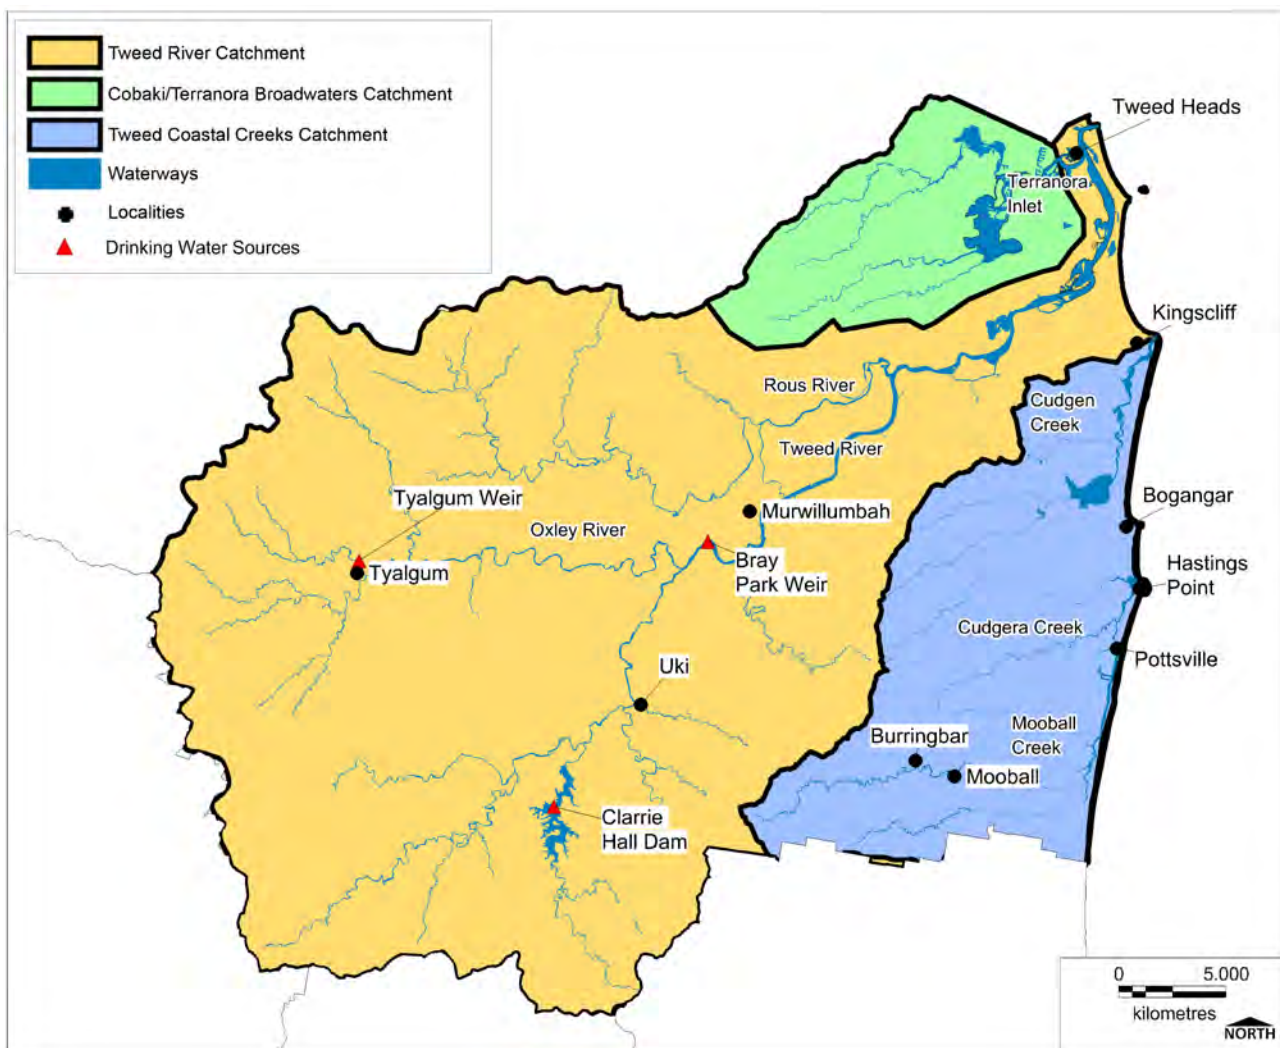 Tweed River Catchment
Cobaki/Terranora Broadwaters Catchment
Tweed Coastal Creeks Catchment
Waterways
Localities
Drinking Water Sources
Tweed Heads
Terranora
Inlet
Kingscliff
Rous River
Cudgen
Creek
Tweed River
Tyalgum Weir
Bogangar
Murwillumbah
Oxley River
Bray
Park Weir
Hastings
Point
Tyalgum
Cudgera Creek
Pottsville
Uki
Mooball
Creek
Burringbar
Mooball
Clarrie
Hall Dam
0 5.000
kilometres
NORTH